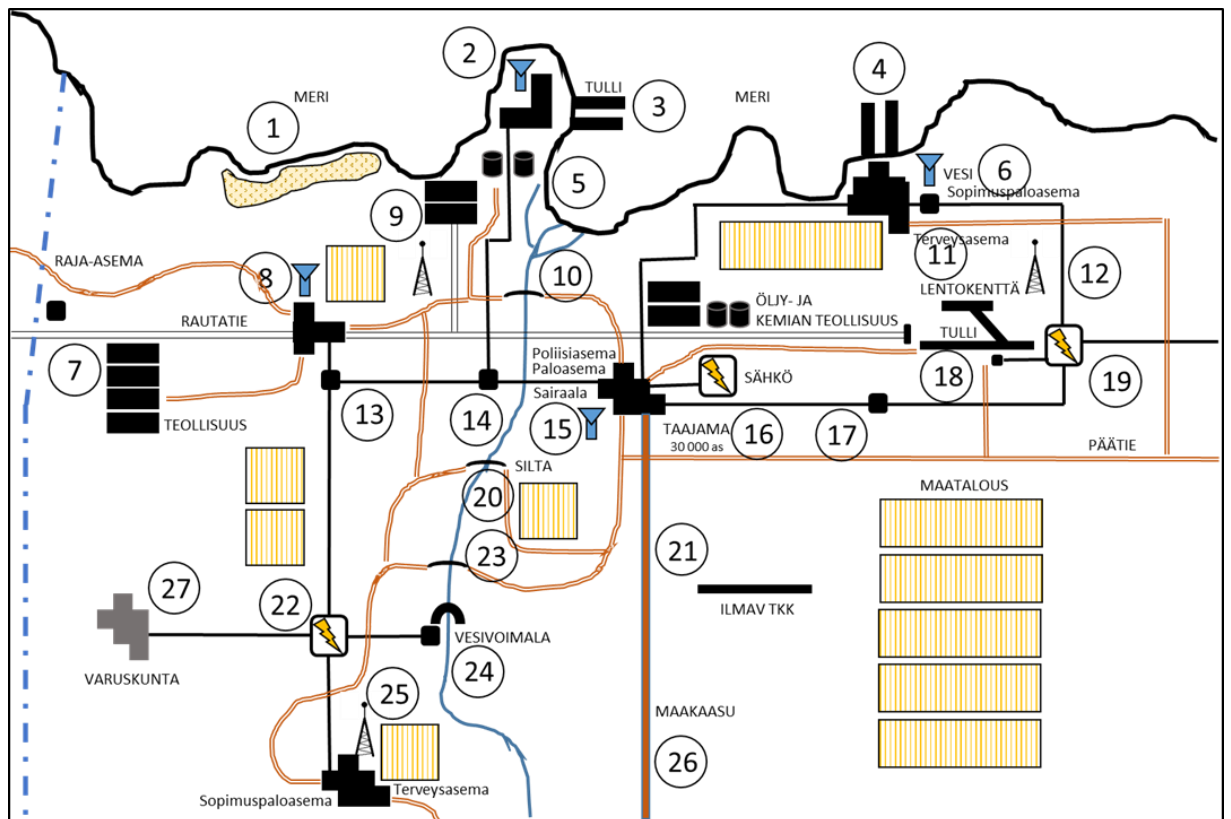 2
4
TULLI
3
MERI
MERI
1
6
VESI
Sopimuspaloasema
5
9
Terveysasema
11
RAJA-ASEMA
8
10
12
LENTOKENTTÄ
ÖLJY- JA
KEMIAN TEOLLISUUS
RAUTATIE
TULLI
Poliisiasema
Paloasema
7
SÄHKÖ
18
19
Sairaala
13
14
15
TEOLLISUUS
TAAJAMA
30 000 as
16
17
PÄÄTIE
SILTA
20
MAATALOUS
23
21
27
22
ILMAV TKK
VESIVOIMALA
VARUSKUNTA
24
25
MAAKAASU
26
Terveysasema
Sopimuspaloasema